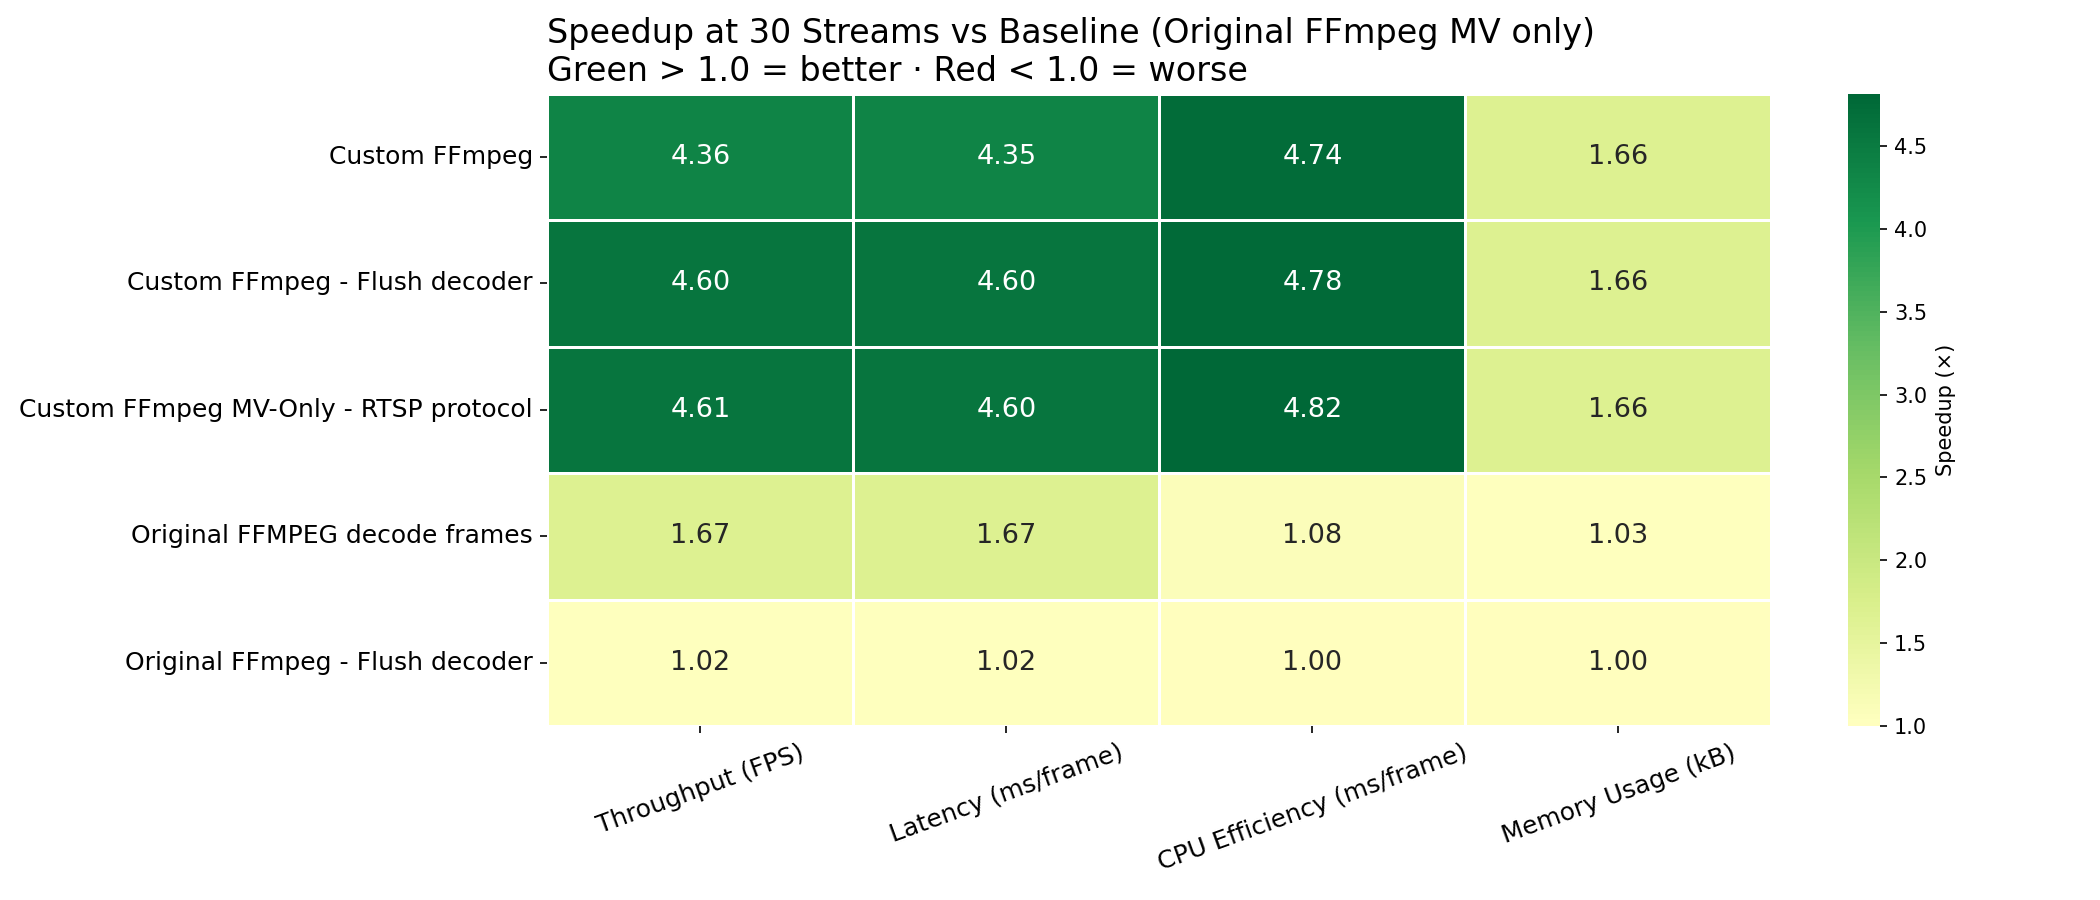 Speedup at 30 Streams vs Baseline (Original FFmpeg MV only)
Green > 1.0 = better · Red < 1.0 = worse
Custom FFmpeg
4.36
4.35
4.74
1.66
Custom FFmpeg - Flush decoder
4.60
4.60
4.78
1.66
Custom FFmpeg MV-Only - RTSP protocol
4.61
4.60
4.82
1.66
Original FFMPEG decode frames
1.67
1.67
1.08
1.03
Original FFmpeg - Flush decoder
1.02
1.02
1.00
1.00
Throughput (FPS)
Latency (ms/frame)
CPU Efficiency (ms/frame)
Memory Usage (kB)
4.5
4.0
3.5
3.0
2.5
2.0
1.5
1.0
Speedup (×)